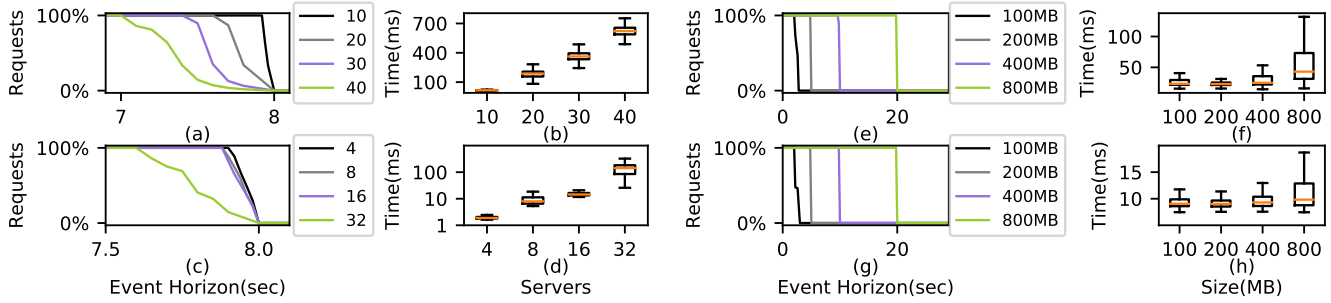 Requests
100%
0%
7
8
(a)
10
20
30
40
Time(ms)
700
400
100
10
20
30
40
(b)
Requests
100%
0%
0
20
(e)
100MB
200MB
400MB
800MB
Time(ms)
100
50
100
200
400
800
(f)
Requests
100%
0%
7.5
8.0
(c)
Event Horizon(sec)
4
8
16
32
Time(ms)
100
10
1
4
8
16
32
(d)
Servers
Requests
100%
0%
0
20
(g)
Event Horizon(sec)
100MB
200MB
400MB
800MB
Time(ms)
15
10
100
200
400
800
(h)
Size(MB)